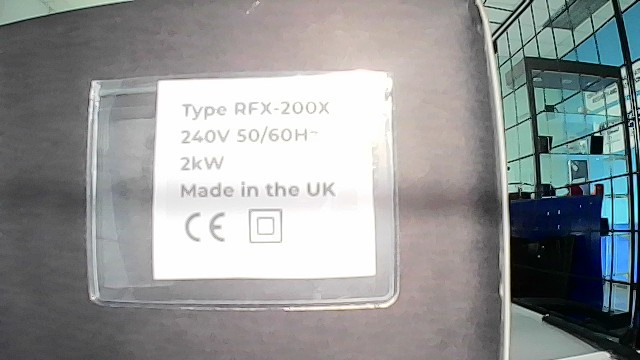 Type RFX-200X
240V 50/60H~
2kW
Made in the UK
CE